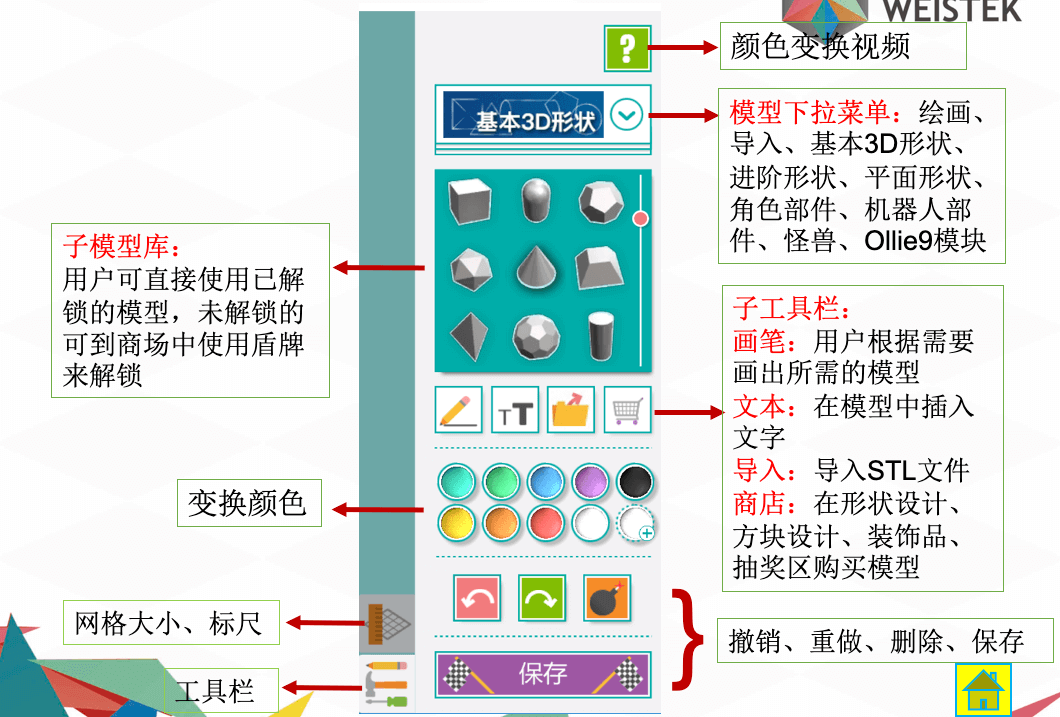 WEISTEK
?
颜色变换视频
基本3D形状
模型下拉菜单：绘画、
导入、基本3D形状、
进阶形状、平面形状、
角色部件、机器人部
件、怪兽、Ollie9模块
子模型库：
用户可直接使用已解
锁的模型，未解锁的
可到商场中使用盾牌
来解锁
子工具栏：
画笔：用户根据需要
画出所需的模型
文本：在模型中插入
文字
导入：导入STL文件
商店：在形状设计、
方块设计、装饰品、
抽奖区购买模型
TT
变换颜色
网格大小、标尺
撤销、重做、删除、保存
保存
工具栏